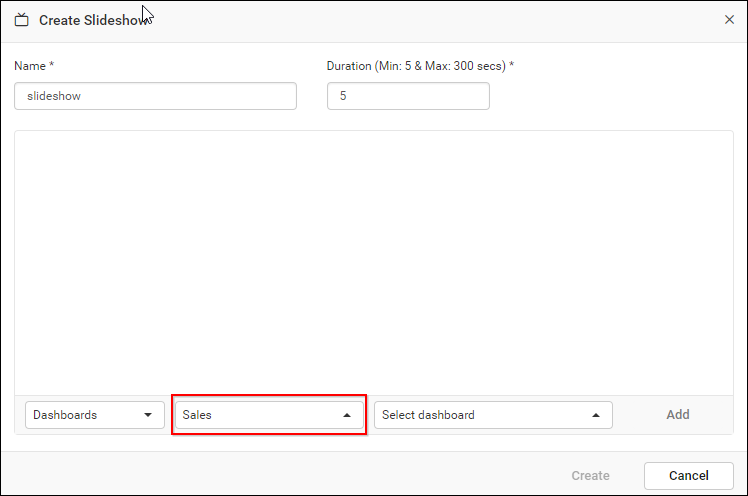 Create Slideshow
Name * Duration (Min: 5 & Max: 300 secs) *
slideshow 5
Dashboards Sales Select dashboard Add
Create Cancel